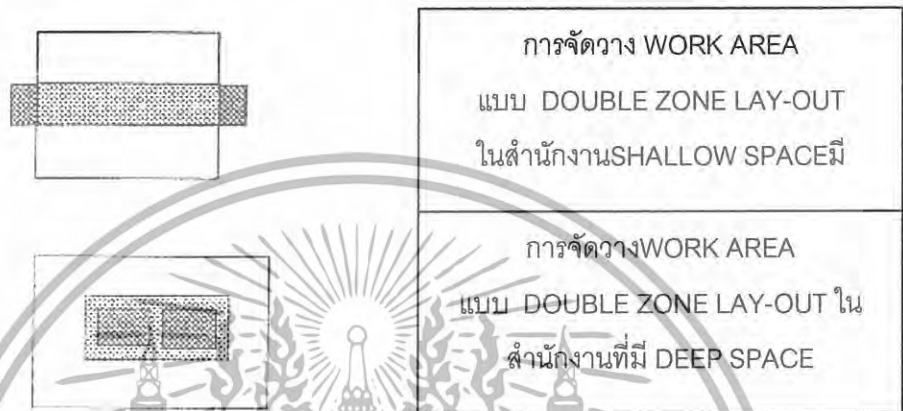 การจัดวาง WORK AREA
แบบ DOUBLE ZONE LAY-OUT
ในสำนักงานSHALLOW SPACEมี
การจัดวางWORK AREA
แบบ DOUBLE ZONE LAY-OUT ใน
สำนักงานที่มี DEEP SPACE